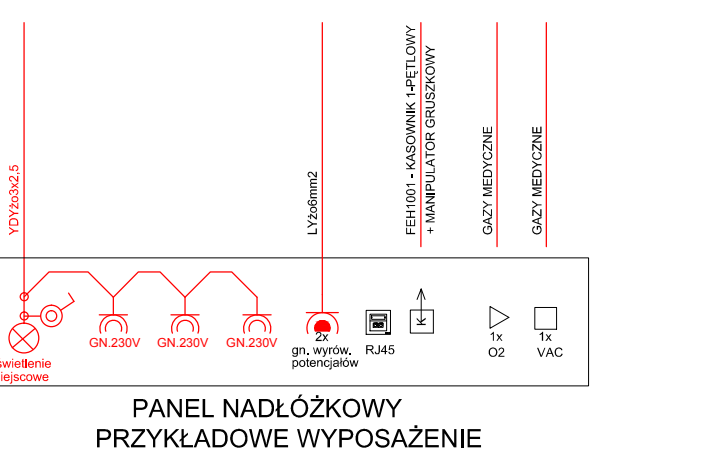 YDYżo3x2,5
LYżo6mm2
FEH1001 - KASOWNIK 1-PĘTLOWY
+ MANIPULATOR GRUSZKOWY
GAZY MEDYCZNE
GAZY MEDYCZNE
świetlenie
iejscowe
GN.230V
GN.230V
GN.230V
2x
gn. wyrów.
potencjałów
RJ45
K
1x
O2
1x
VAC
PANEL NADŁÓŻKOWY
PRZYKŁADOWE WYPOSAŻENIE